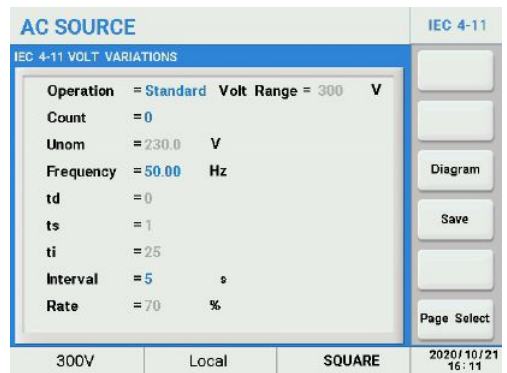 AC SOURCE
IEC 4-11
IEC 4-11 VOLT VARIATIONS
Operation = Standard Volt Range = 300 V
Count = 0
Unom = 230.0 V
Frequency = 50.00 Hz
td = 0
ts = 1
ti = 25
Interval = 5 s
Rate = 70 %
Diagram
Save
Page Select
300V Local SQUARE
2020/10/21
16:11